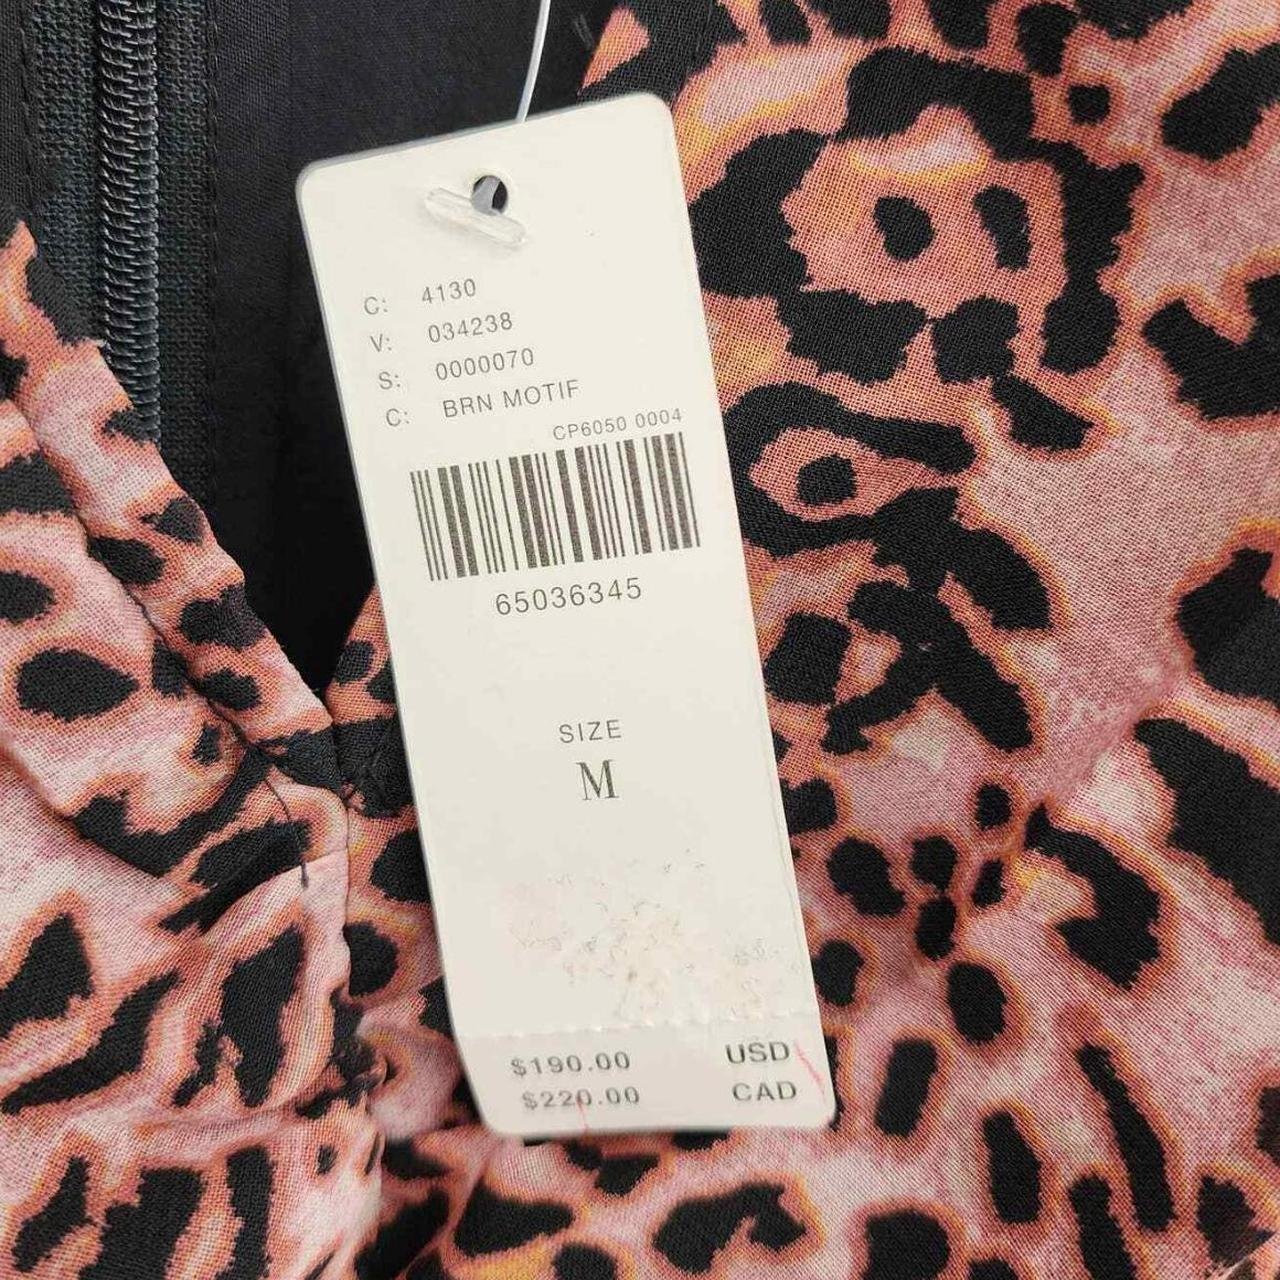 C: 4130
V: 034238
S: 0000070
C: BRN MOTIF
CP6050 0004
65036345
SIZE
M
$190.00 USD
$220.00 CAD